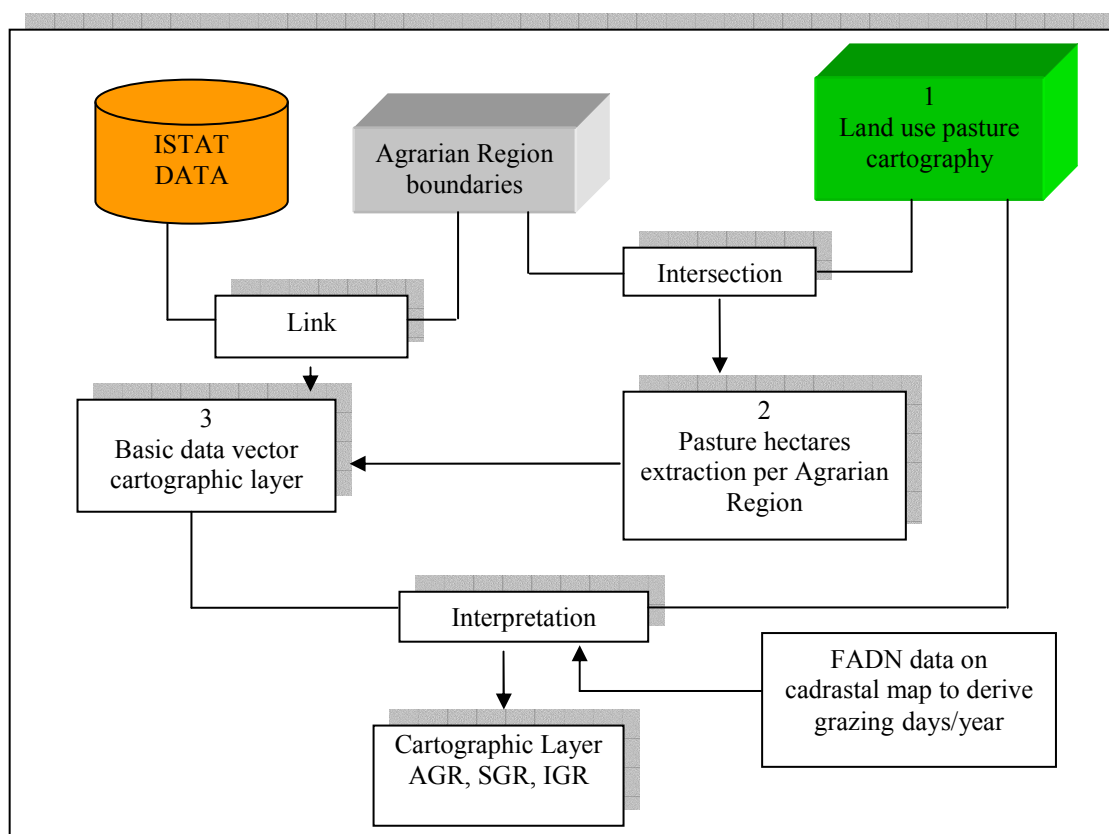 ISTAT
DATA
Agrarian Region
boundaries
1
Land use pasture
cartography
Intersection
Link
3
Basic data vector
cartographic layer
2
Pasture hectares
extraction per Agrarian
Region
Interpretation
FADN data on
cadrastal map to derive
grazing days/year
Cartographic Layer
AGR, SGR, IGR